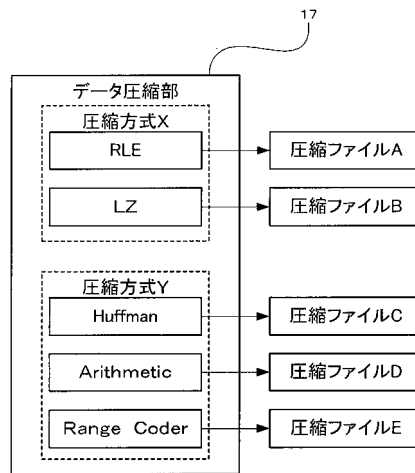 17
データ圧縮部
圧縮方式X
RLE
圧縮ファイルA
LZ
圧縮ファイルB
圧縮方式Y
Huffman
圧縮ファイルC
Arithmetic
圧縮ファイルD
Range Coder
圧縮ファイルE